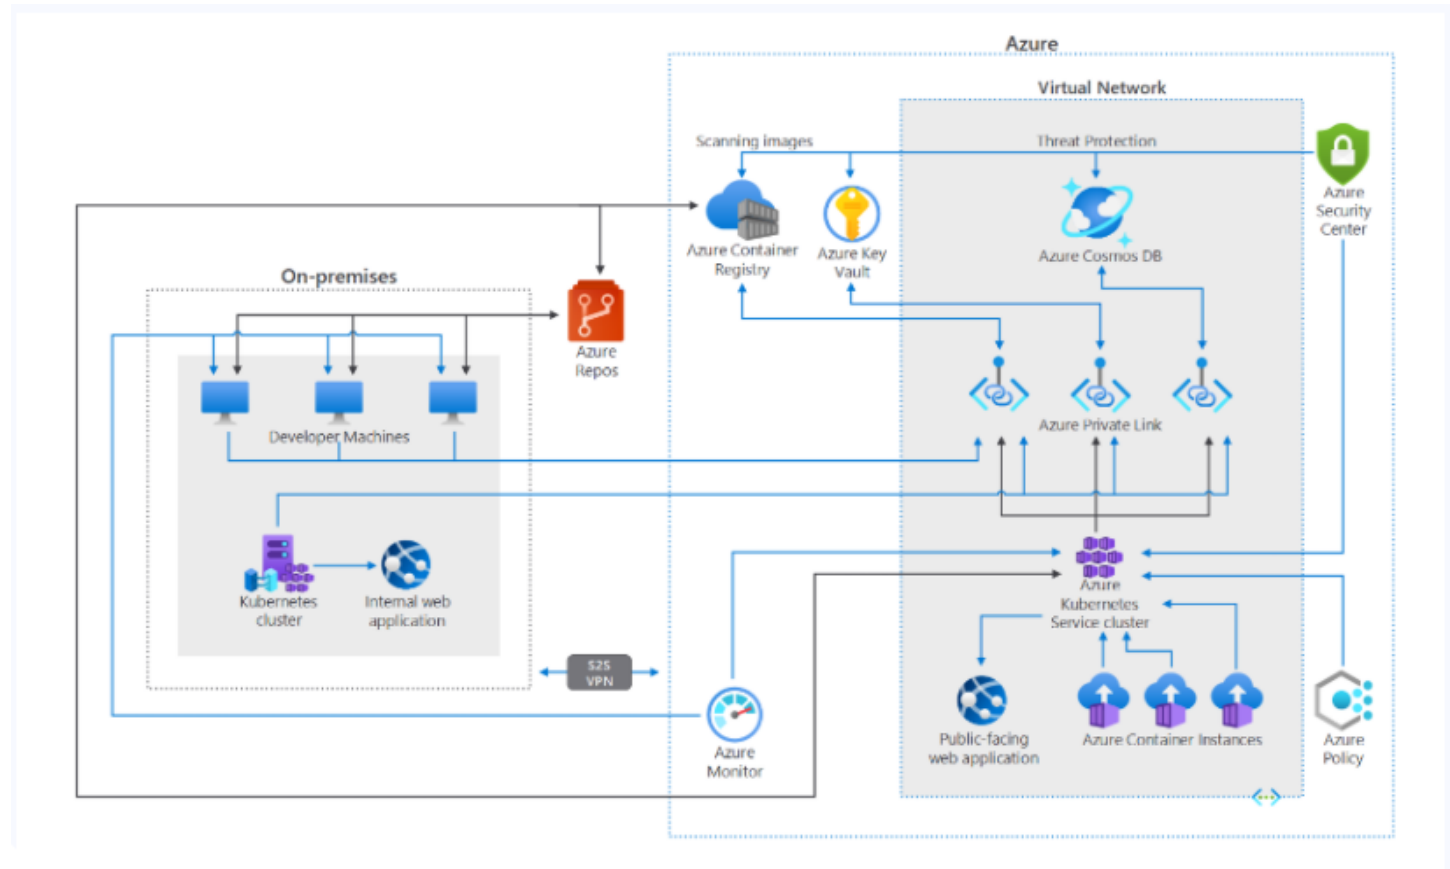 Azure
Virtual Network
Scanning images
Threat Protection
Azure
Security
Center
Azure Container
Registry
Azure Key
Vault
Azure Cosmos DB
On-premises
Azure
Repos
Developer Machines
Azure Private Link
Kubernetes
cluster
Internal web
application
Azure
Kubernetes
Service cluster
S2S
VPN
Azure
Monitor
Public-facing
web application
Azure Container Instances
Azure
Policy